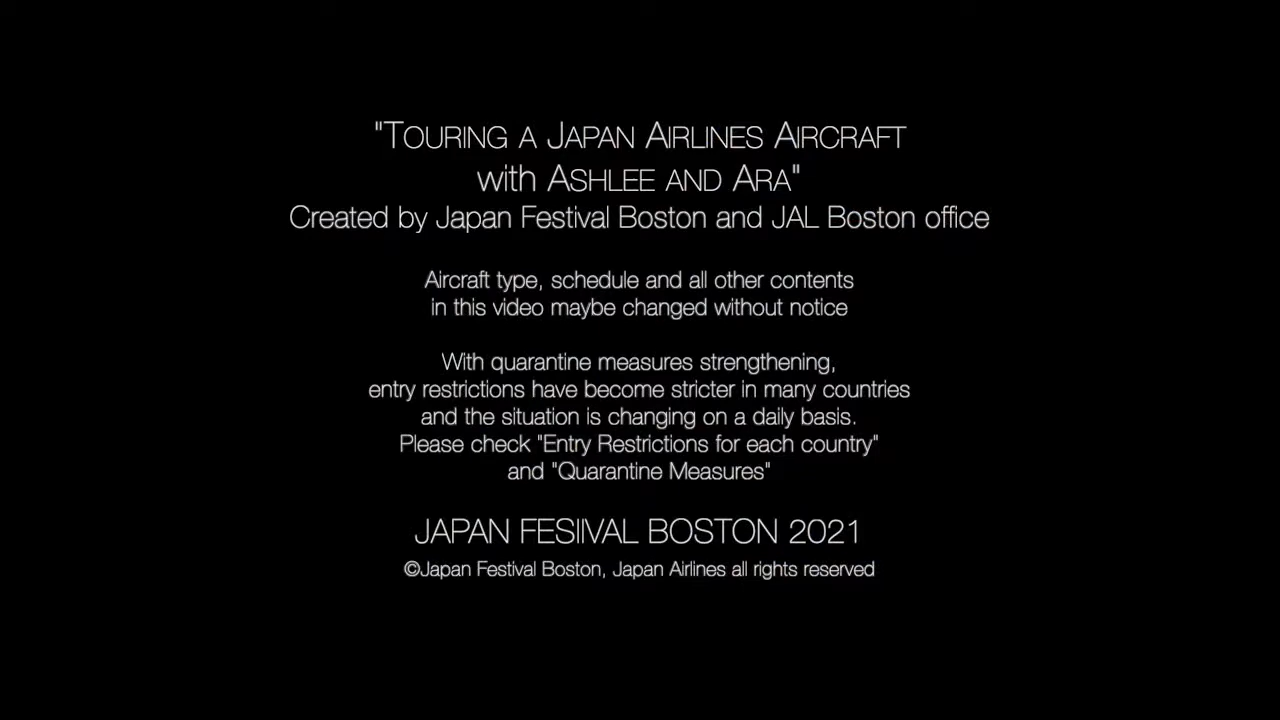 "TOURING A JAPAN AIRLINES AIRCRAFT
with ASHLEE AND ARA"
Created by Japan Festival Boston and JAL Boston office
Aircraft type, schedule and all other contents
in this video maybe changed without notice
With quarantine measures strengthening,
entry restrictions have become stricter in many countries
and the situation is changing on a daily basis.
Please check "Entry Restrictions for each country"
and "Quarantine Measures"
JAPAN FESIIVAL BOSTON 2021
©Japan Festival Boston, Japan Airlines all rights reserved